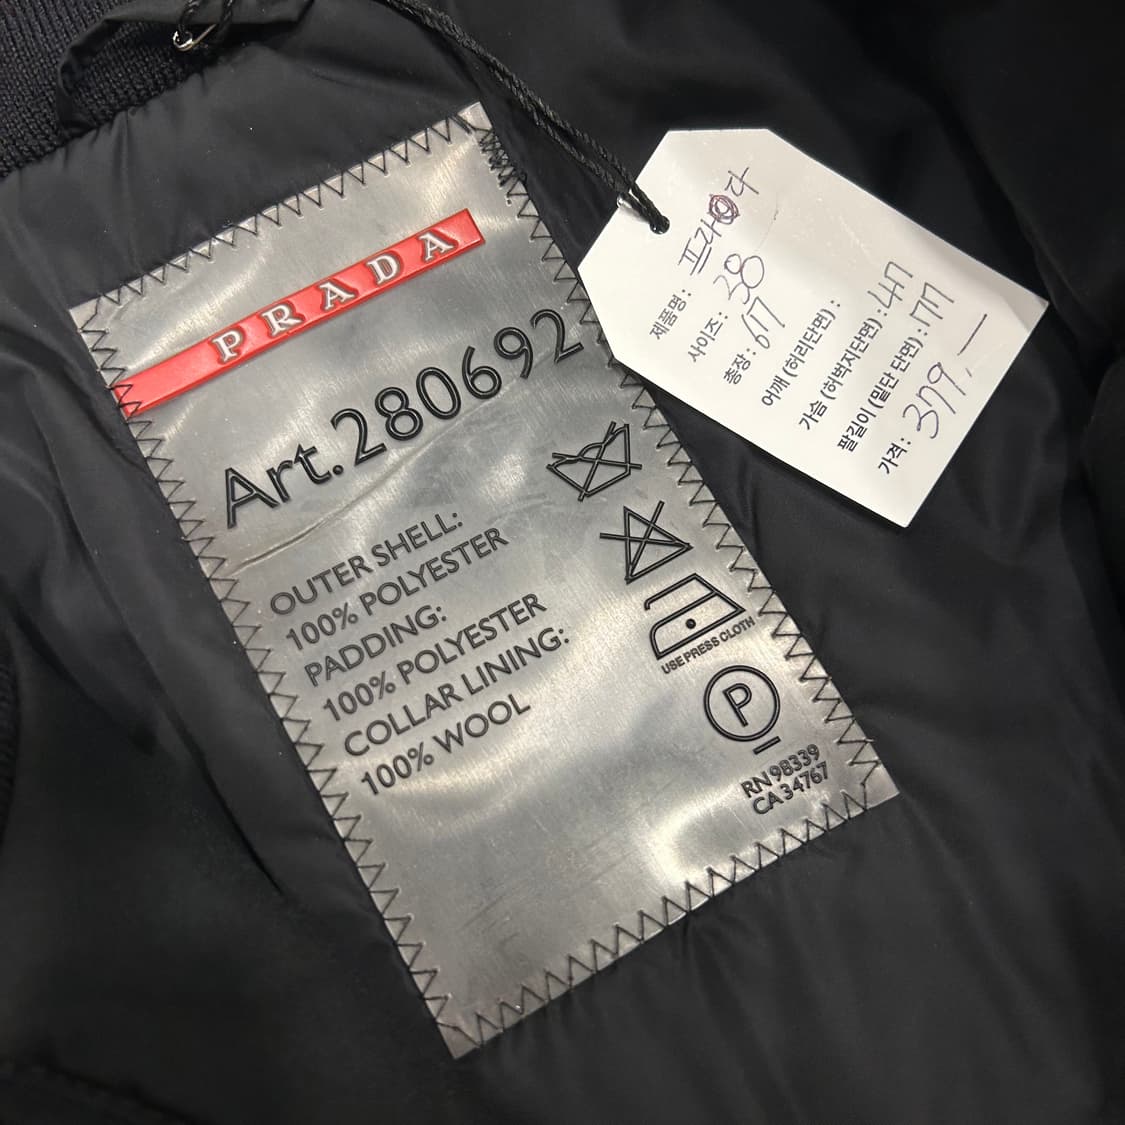 PRADA
Art.280692
OUTER SHELL:
100% POLYESTER
PADDING:
100% POLYESTER
COLLAR LINING:
100% WOOL
USE PRESS CLOTH
P
RN 98339
CA 34767
제품명: 프라다
사이즈: 38
총장: 67
어깨 (허리단면):
가슴 (허벅지단면): 47
팔길이 (밑단 단면): 77
가격: 379,—